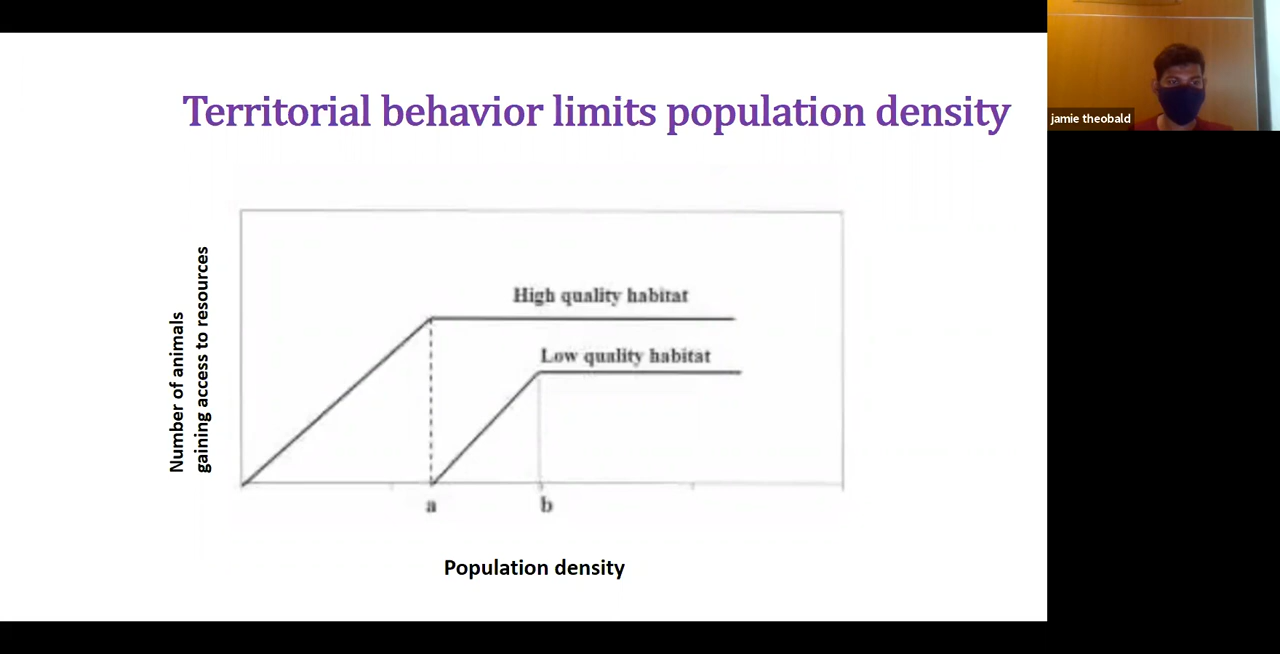 Territorial behavior limits population density
jamie theobald
Number of animals
gaining access to resources
High quality habitat
Low quality habitat
a
b
Population density